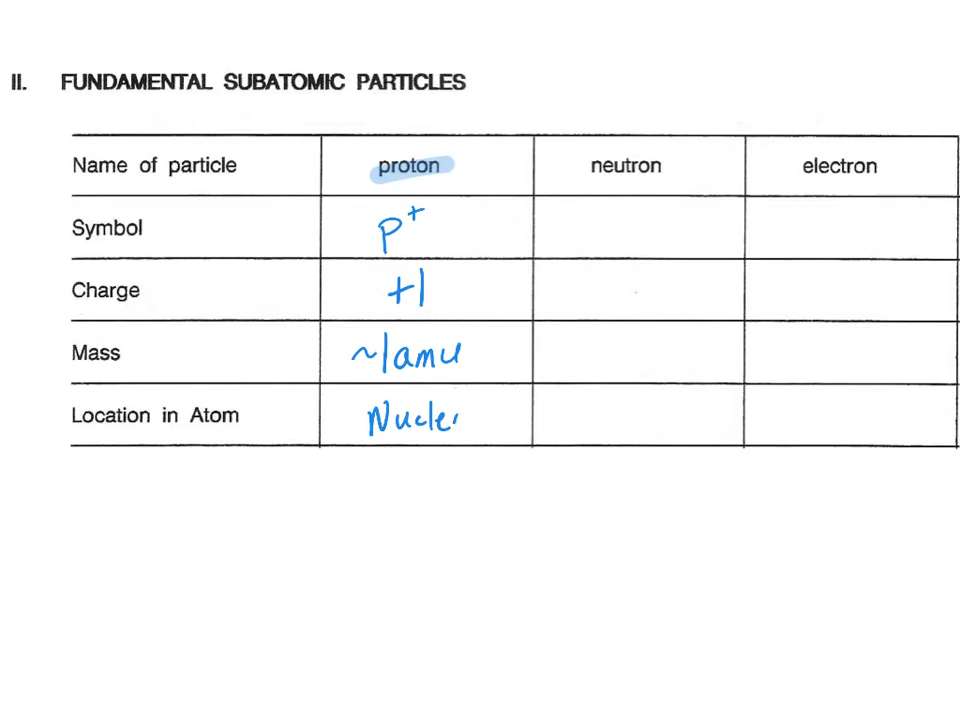 II. FUNDAMENTAL SUBATOMIC PARTICLES
Name of particle proton neutron electron
Symbol p+
Charge +1
Mass ~1amu
Location in Atom Nucle